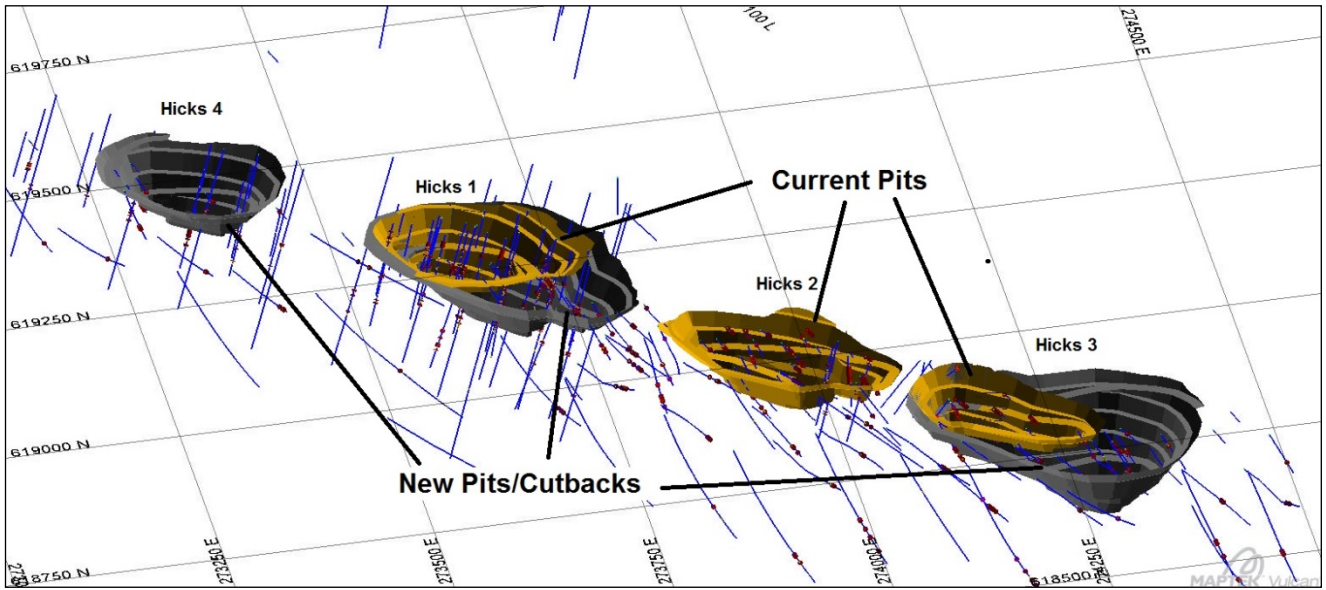 100 L
274500 E
619750 N
Hicks 4
619500 N
Hicks 1
Current Pits
Hicks 2
619250 N
Hicks 3
619000 N
New Pits/Cutbacks
273250 E
273500 E
273750 E
274000 E
274250 E
618750 N
618500 N
MAPTEK Vulcan